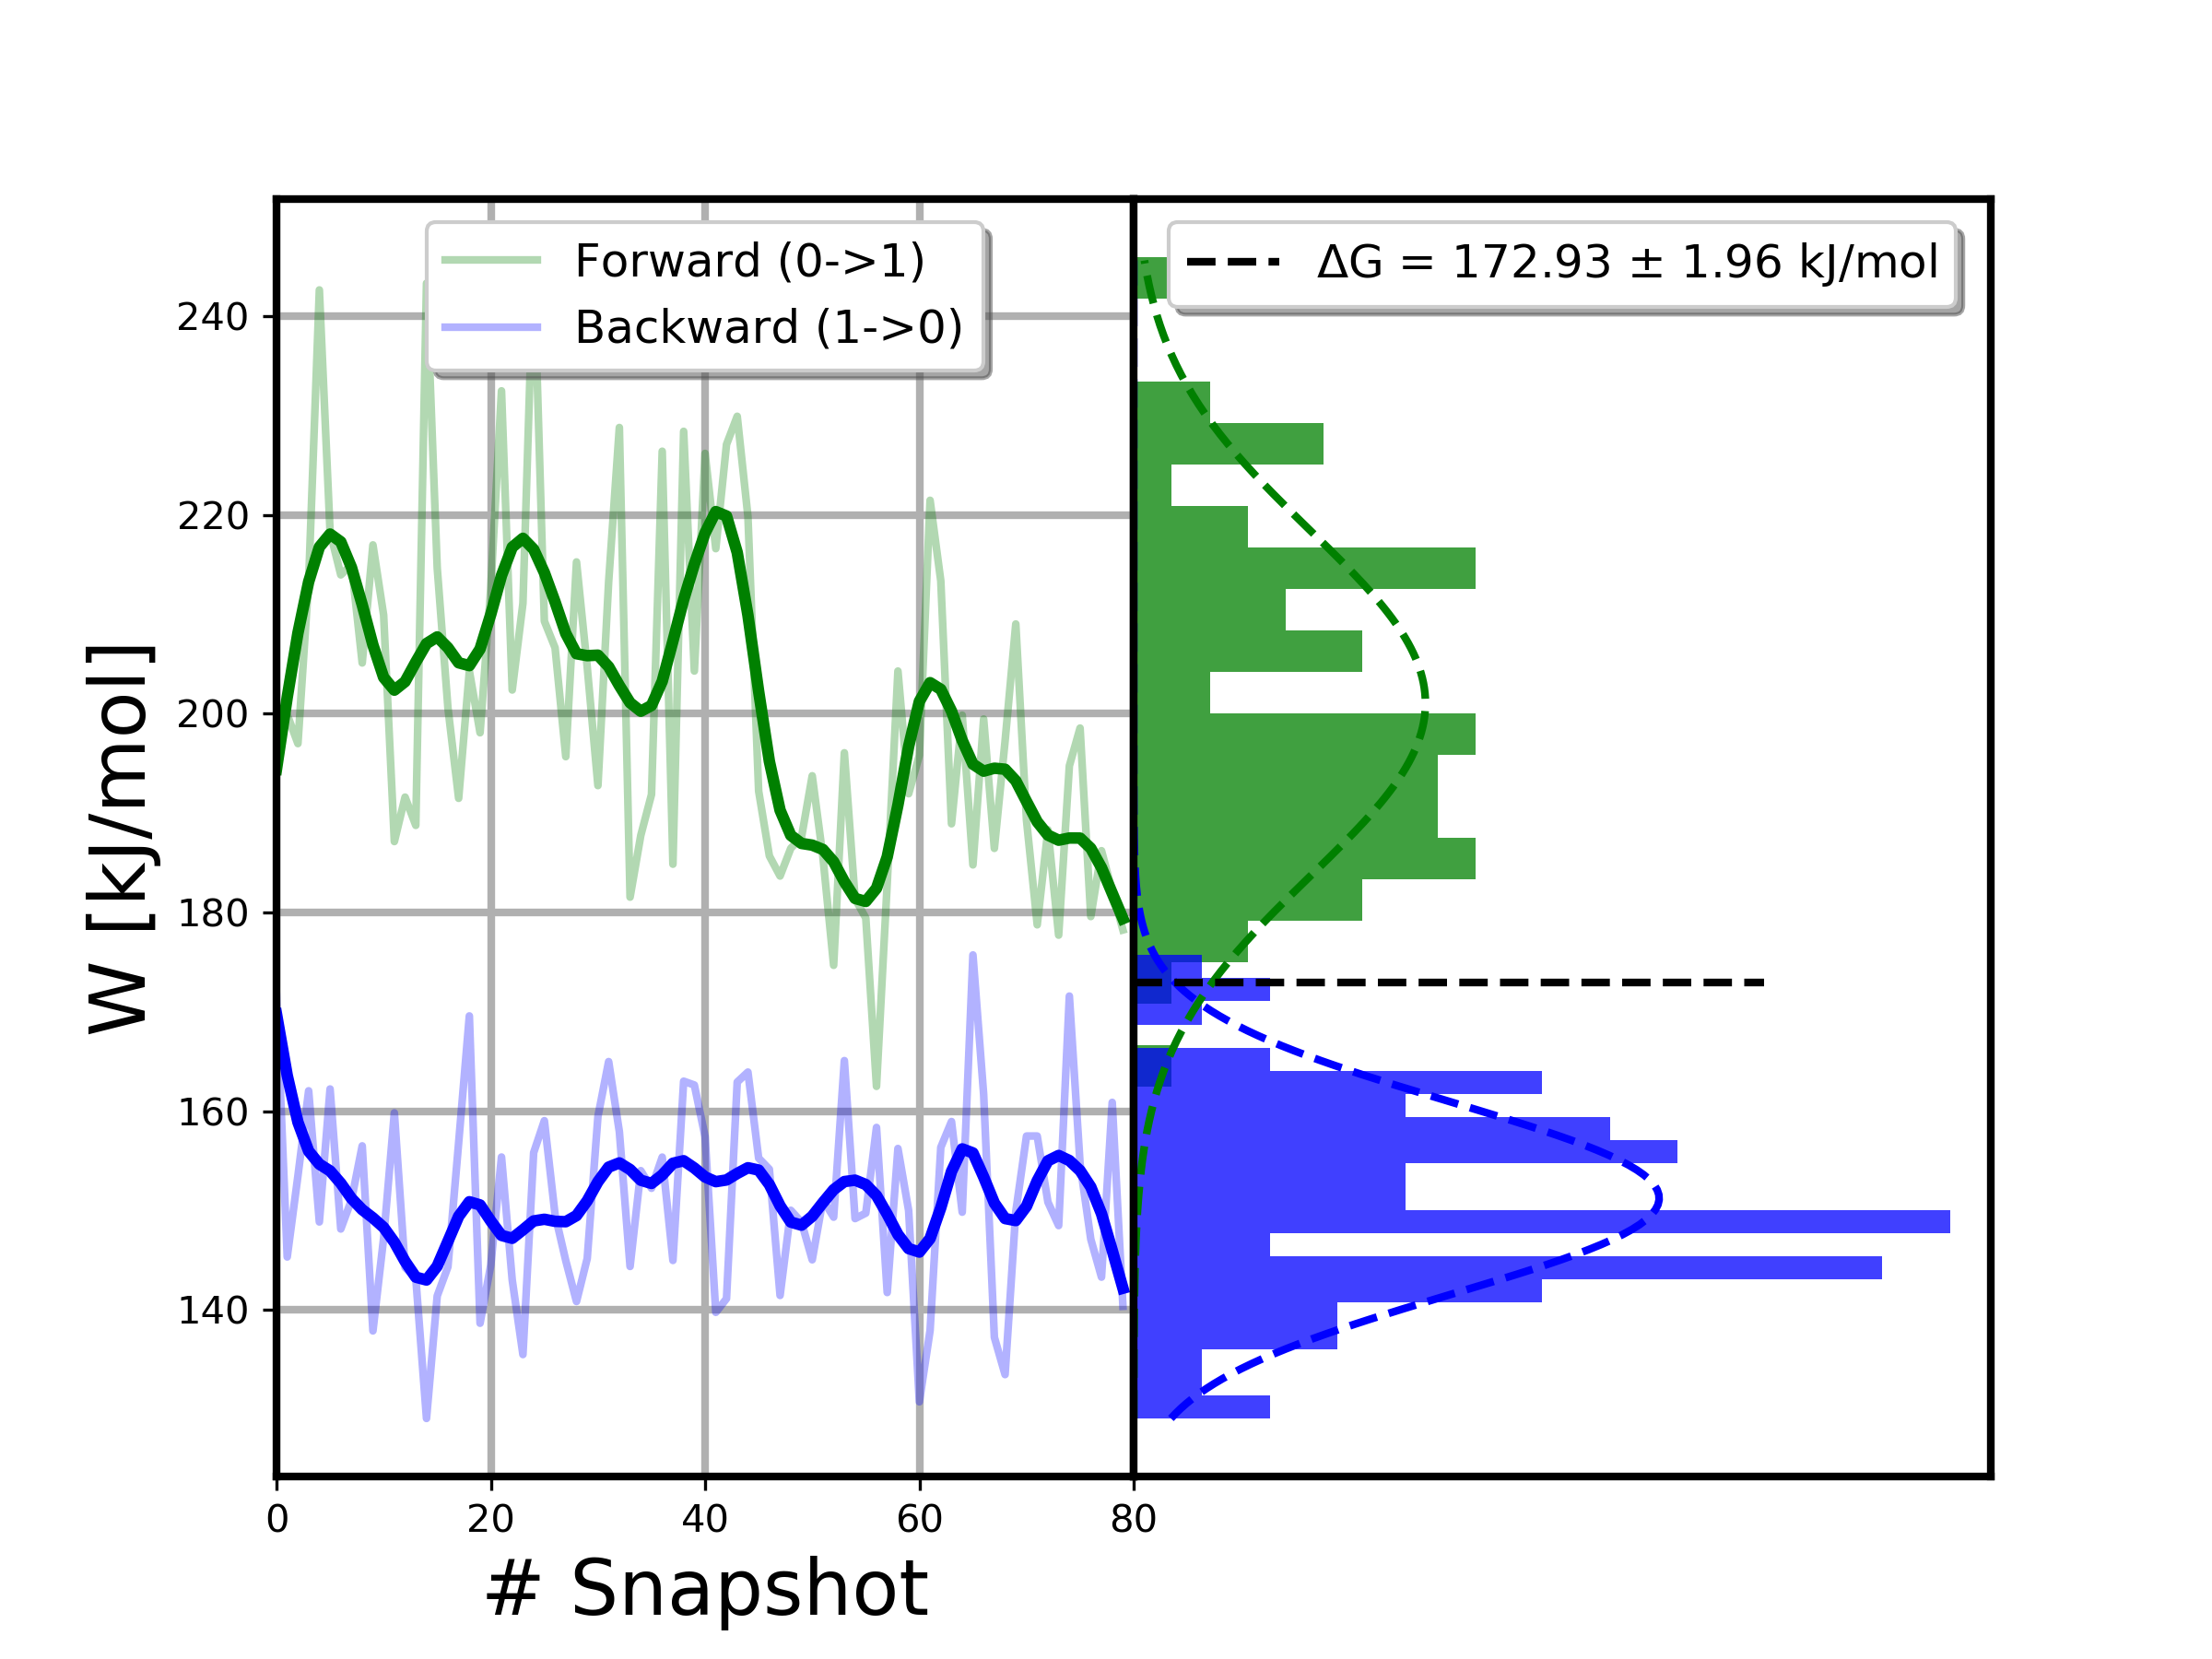 Forward (0->1)
Backward (1->0)
ΔG = 172.93 ± 1.96 kJ/mol
W [kJ/mol]
240
220
200
180
160
140
0 20 40 60 80
# Snapshot